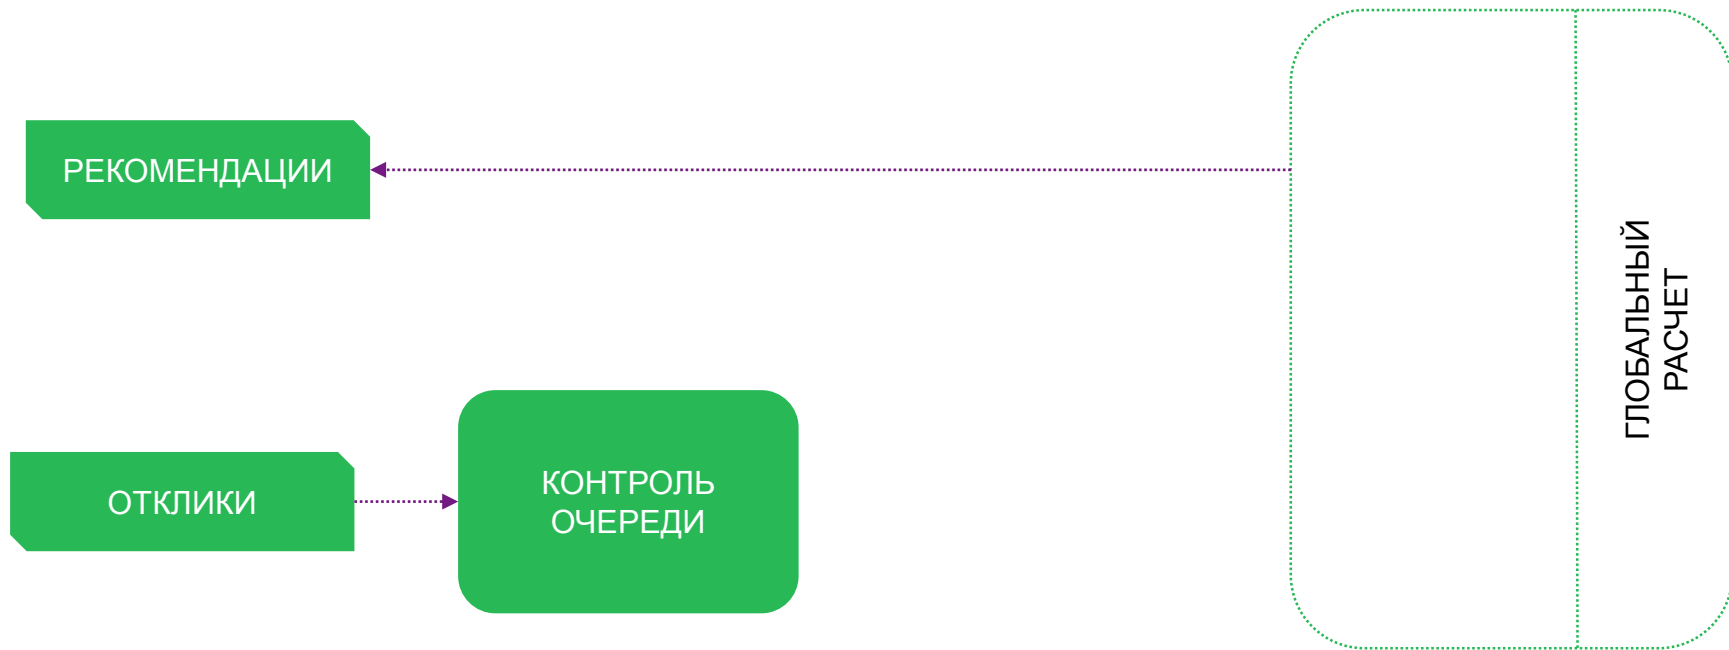 РЕКОМЕНДАЦИИ
ОТКЛИКИ
КОНТРОЛЬ
ОЧЕРЕДИ
ГЛОБАЛЬНЫЙ
РАСЧЕТ